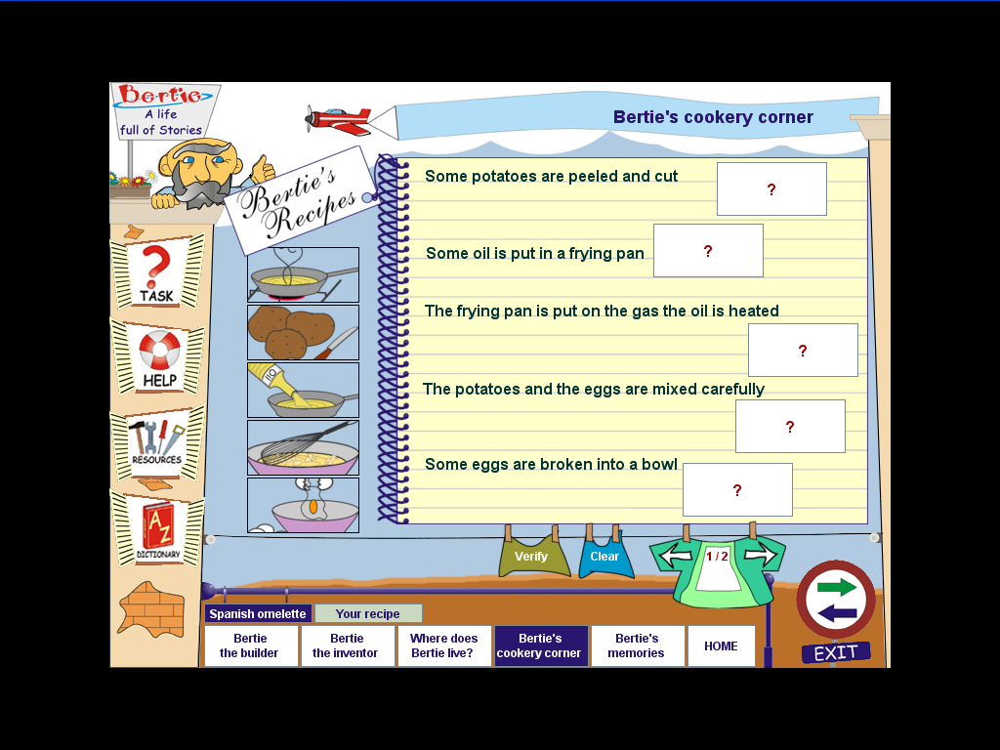 Bertie
A life
full of Stories
Bertie's cookery corner
Bertie's
Recipes
Some potatoes are peeled and cut
?
Some oil is put in a frying pan
?
The frying pan is put on the gas the oil is heated
?
The potatoes and the eggs are mixed carefully
?
Some eggs are broken into a bowl
?
?
TASK
HELP
RESOURCES
A
Z
DICTIONARY
Verify
Clear
1 / 2
Spanish omelette
Your recipe
Bertie
the builder
Bertie
the inventor
Where does
Bertie live?
Bertie's
cookery corner
Bertie's
memories
HOME
EXIT